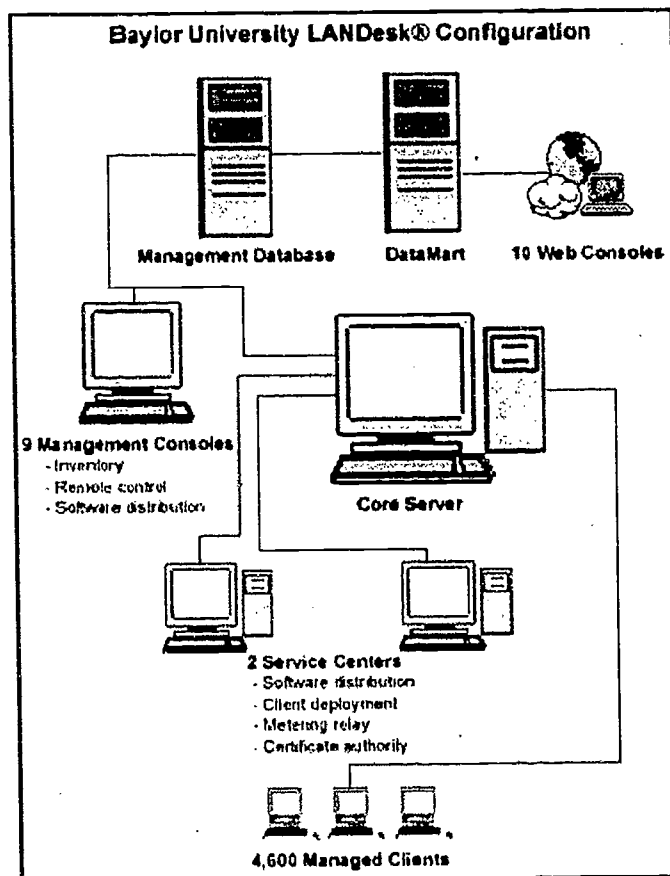 Baylor University LANDesk® Configuration
Management Database
DataMart
10 Web Consoles
9 Management Consoles
- Inventory
- Remote control
- Software distribution
Core Server
2 Service Centers
- Software distribution
- Client deployment
- Metering relay
- Certificate authority
4,600 Managed Clients